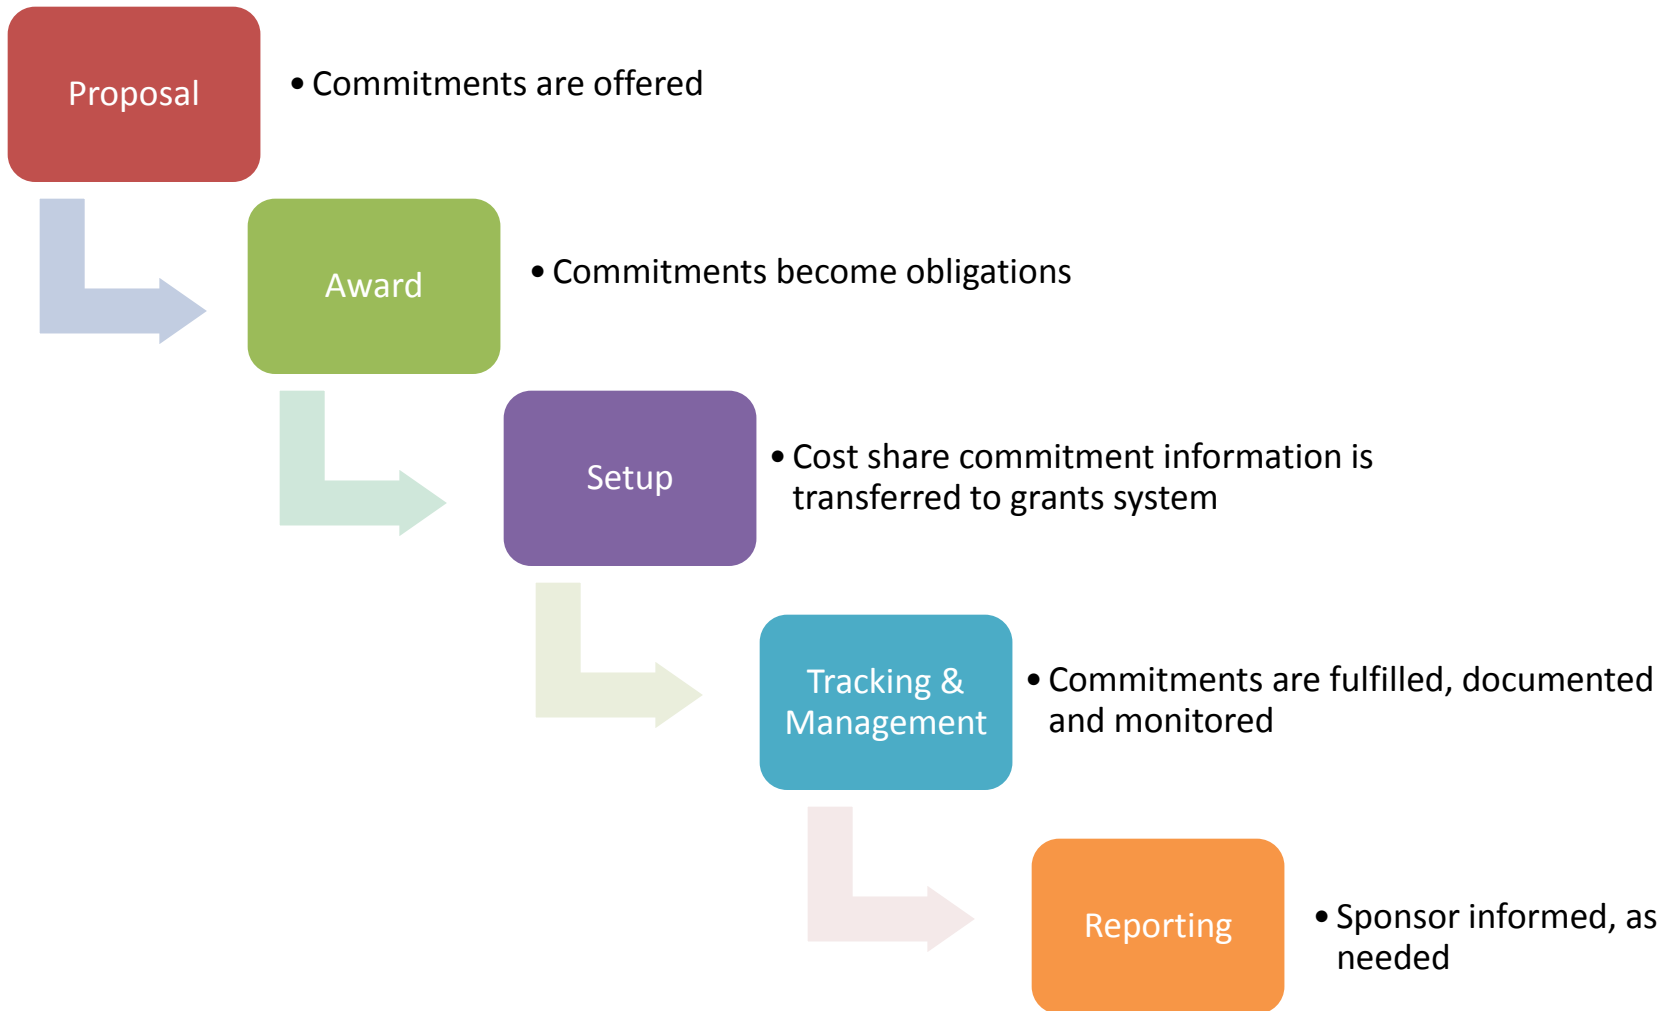 Proposal
• Commitments are offered
Award
• Commitments become obligations
Setup
• Cost share commitment information is
transferred to grants system
Tracking &
Management
• Commitments are fulfilled, documented
and monitored
Reporting
• Sponsor informed, as
needed